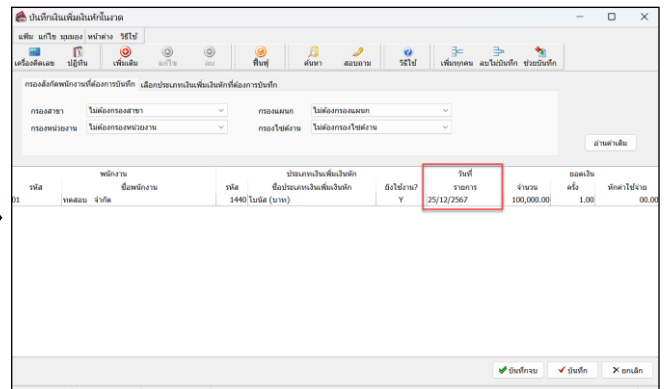 บันทึกเงินเพิ่มเงินหักในงวด
แฟ้ม แก้ไข มุมมอง หน้าต่าง วิธีใช้
เครื่องคิดเลข ปฏิทิน เพิ่มเติม แก้ไข ลบ ฟื้นฟู ค้นหา สอบถาม วิธีใช้ เพิ่มทุกคน ลบไม่บันทึก ช่วยบันทึก
กรองสังกัดพนักงานที่ต้องการบันทึก เลือกประเภทเงินเพิ่มเงินหักที่ต้องการบันทึก
กรองสาขา ไม่ต้องกรองสาขา กรองแผนก ไม่ต้องกรองแผนก
กรองหน่วยงาน ไม่ต้องกรองหน่วยงาน กรองไซต์งาน ไม่ต้องกรองไซต์งาน
อ่านค่าเดิม
พนักงาน ประเภทเงินเพิ่มเงินหัก วันที่ ยอดเงิน
รหัส ชื่อพนักงาน รหัส ชื่อประเภทเงินเพิ่มเงินหัก ยังใช้งาน? รายการ จำนวน ครั้ง หักค่าใช้จ่าย
01 ทดสอบ จำกัด 1440 โบนัส (บาท) Y 25/12/2567 100,000.00 1.00 00.00
บันทึกจบ บันทึก ยกเลิก